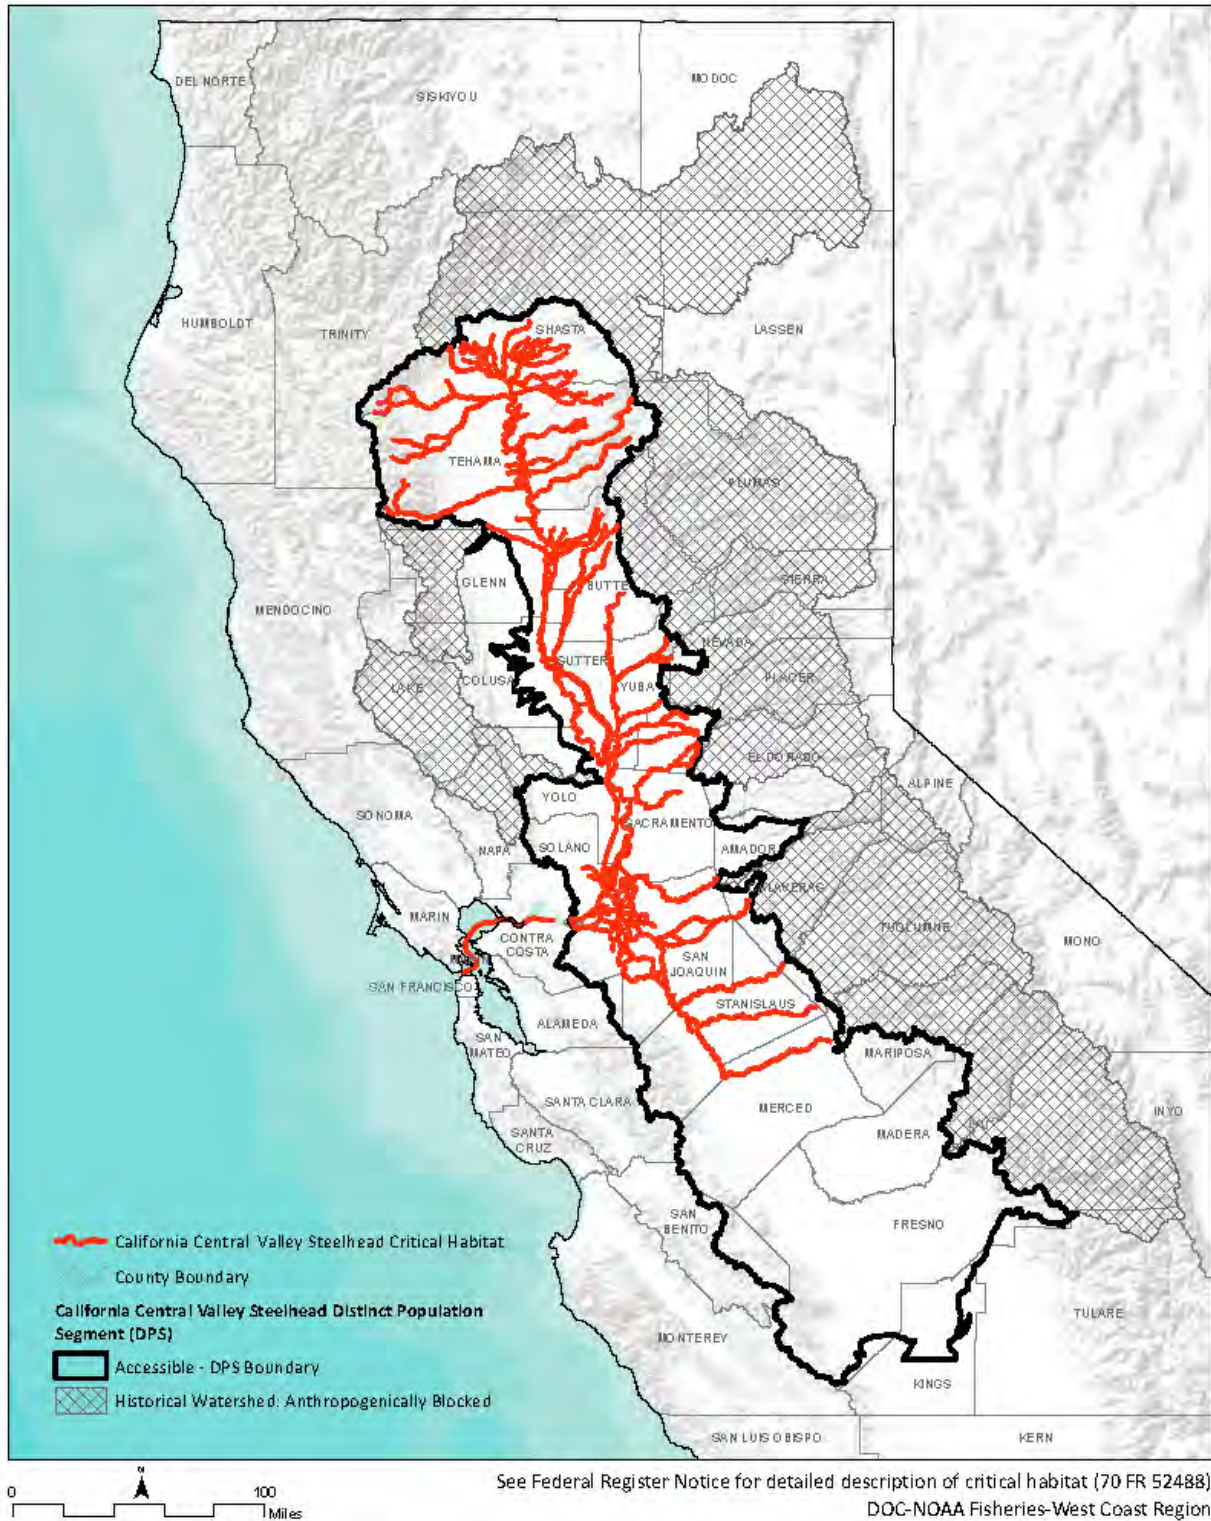 DEL NORTE
SISKIYOU
MODOC
HUMBOLDT
TRINITY
SHASTA
LASSEN
TEHAMA
PLUMAS
GLENN
BUTTE
SIERRA
MENDOCINO
NEVADA
SUTTER
PLACER
LAKE
COLUSA
YUBA
EL DORADO
ALPINE
YOLO
SONOMA
SACRAMENTO
NAPA
SOLANO
AMADOR
MARIN
TUOLUMNE
MONO
CONTRA
COSTA
SAN
JOAQUIN
SAN FRANCISCO
STANISLAUS
ALAMEDA
SAN
MATEO
MARIPOSA
SANTA CLARA
MERCED
INYO
SANTA
CRUZ
MADERA
SAN
BENITO
FRESNO
TULARE
MONTEREY
KINGS
SAN LUIS OBISPO
KERN
California Central Valley Steelhead Critical Habitat
County Boundary
California Central Valley Steelhead Distinct Population
Segment (DPS)
Accessible - DPS Boundary
Historical Watershed: Anthropogenically Blocked
0 100
Miles
See Federal Register Notice for detailed description of critical habitat (70 FR 52488)
DOC-NOAA Fisheries-West Coast Region